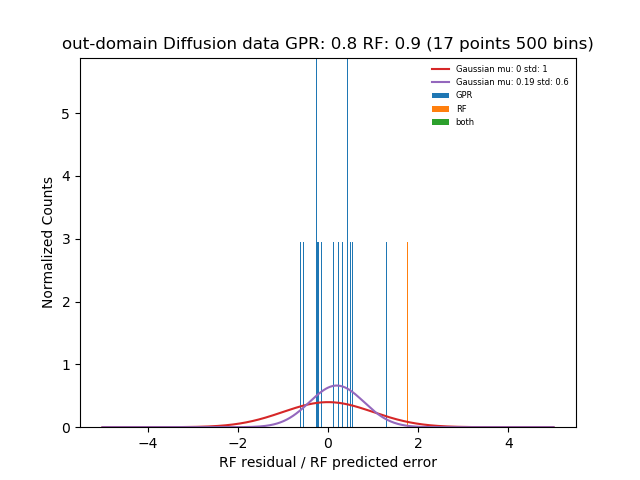 out-domain Diffusion data GPR: 0.8 RF: 0.9 (17 points 500 bins)
Gaussian mu: 0 std: 1
Gaussian mu: 0.19 std: 0.6
GPR
RF
both
Normalized Counts
5
4
3
2
1
0
−4
−2
0
2
4
RF residual / RF predicted error